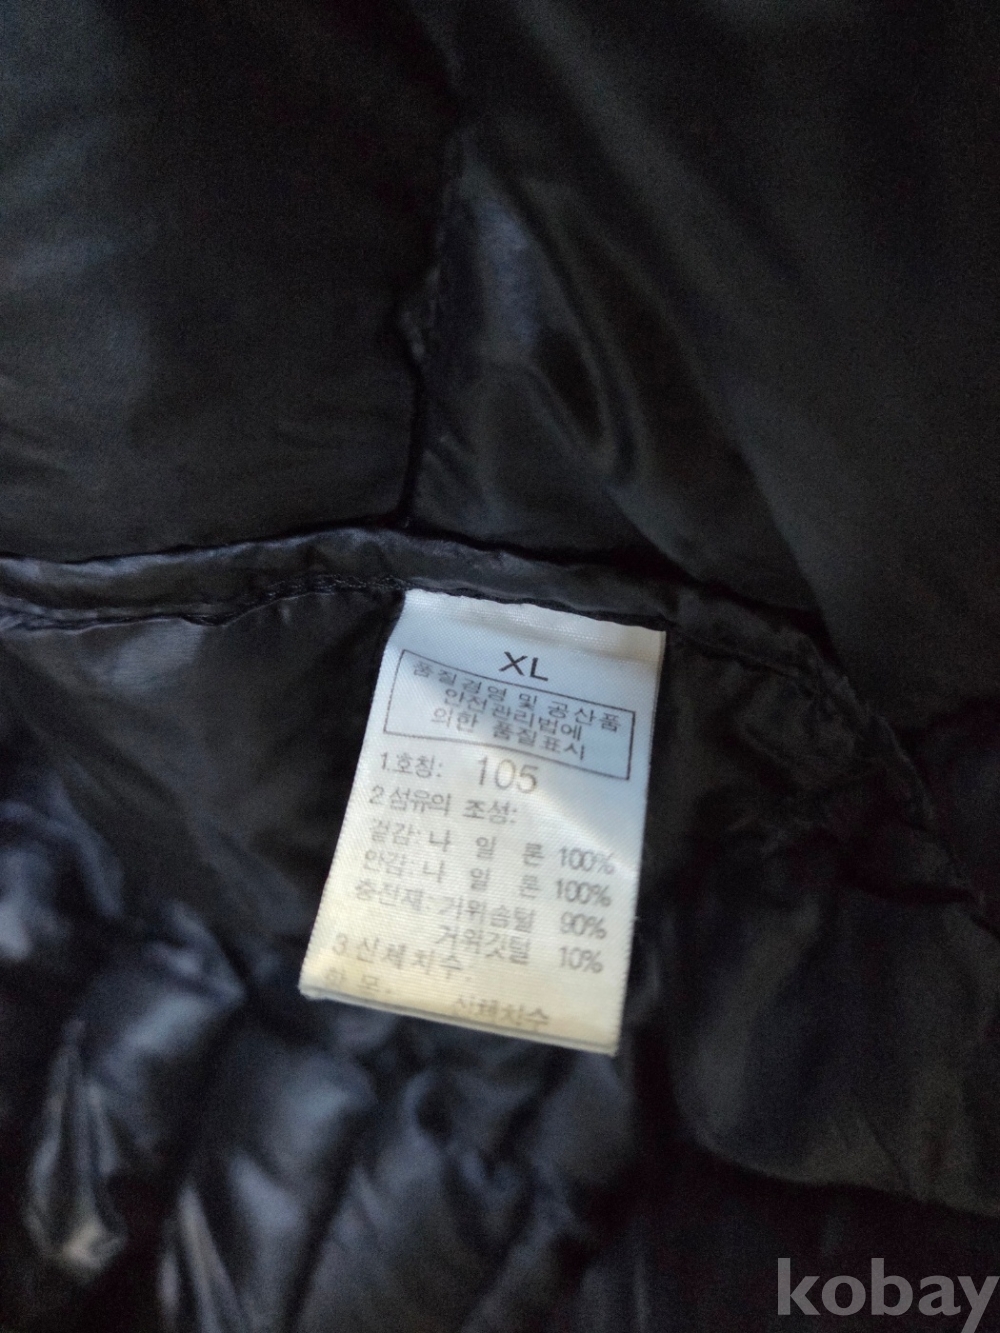 XL
품질경영 및 공산품
안전관리법에
의한 품질표시
1.호칭: 105
2.섬유의 조성:
겉감: 나 일 론 100%
안감: 나 일 론 100%
충전재: 거위솜털 90%
거위깃털 10%
3.신체치수:
항 목: 신체치수
kobay